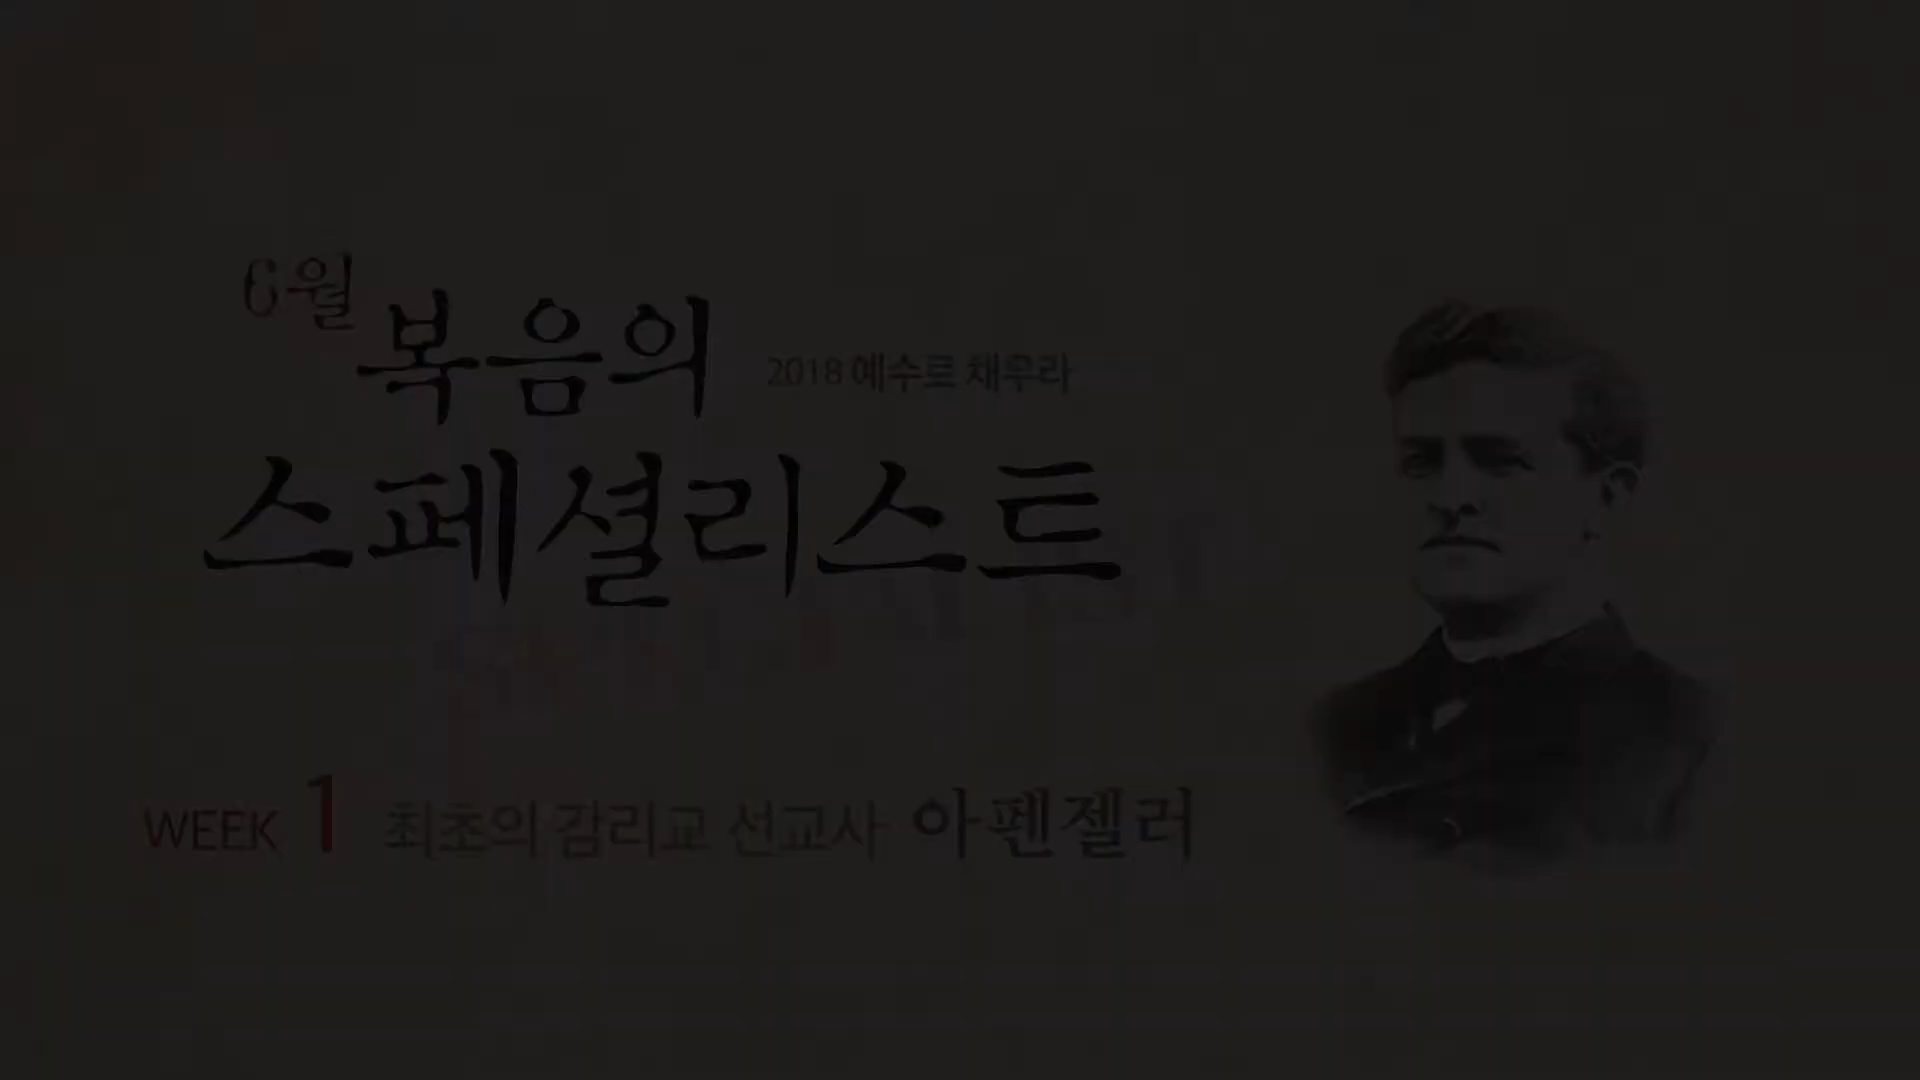 6월
복음의
2018 예수로 채우라
스페셜리스트
WEEK 1 최초의 감리교 선교사 아펜젤러